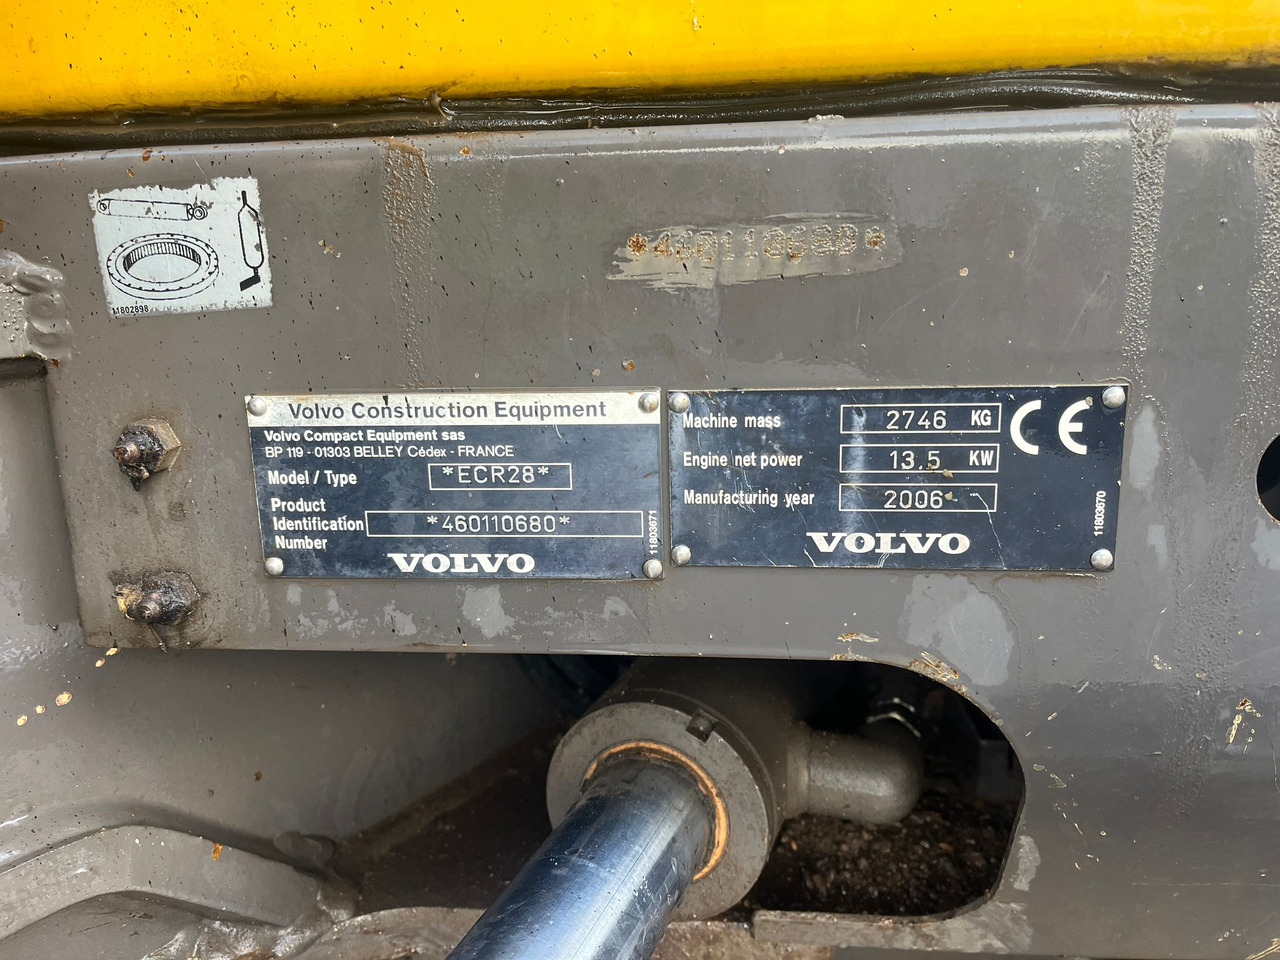 *460110680*
11802898
Volvo Construction Equipment
Volvo Compact Equipment sas
BP 119 - 01303 BELLEY Cédex - FRANCE
Model / Type *ECR28*
Product
Identification *460110680*
Number
VOLVO
11803671
Machine mass 2746 KG
Engine net power 13.5 KW
Manufacturing year 2006
CE
VOLVO
11803670